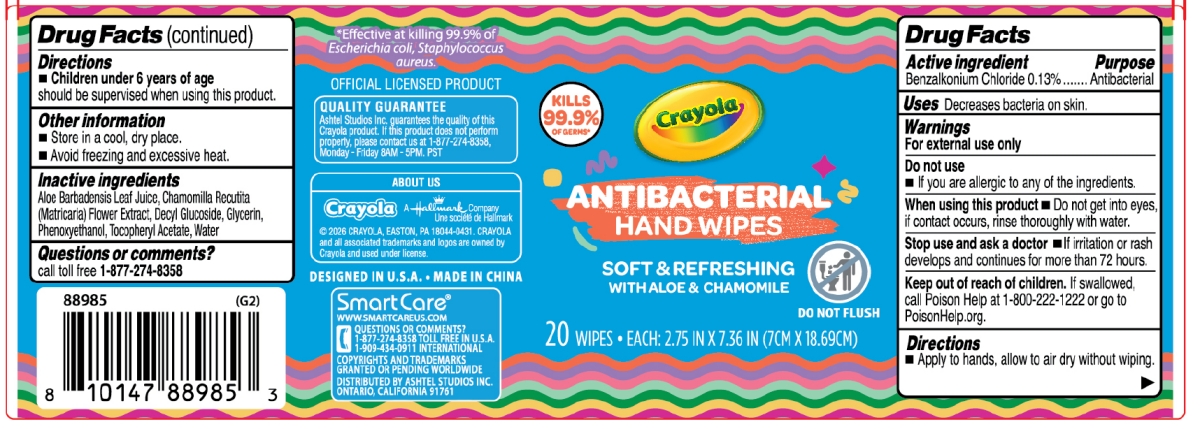 Drug Facts (continued)
Directions
■ Children under 6 years of age
should be supervised when using this product.
Other information
■ Store in a cool, dry place.
■ Avoid freezing and excessive heat.
Inactive ingredients
Aloe Barbadensis Leaf Juice, Chamomilla Recutita
(Matricaria) Flower Extract, Decyl Glucoside, Glycerin,
Phenoxyethanol, Tocopheryl Acetate, Water
Questions or comments?
call toll free 1-877-274-8358
88985 (G2)
8 10147 88985 3
*Effective at killing 99.9% of
Escherichia coli, Staphylococcus
aureus.
OFFICIAL LICENSED PRODUCT
QUALITY GUARANTEE
Ashtel Studios Inc. guarantees the quality of this
Crayola product. If this product does not perform
properly, please contact us at 1-877-274-8358,
Monday - Friday 8AM - 5PM. PST
ABOUT US
Crayola A Hallmark Company
Une société de Hallmark
© 2026 CRAYOLA, EASTON, PA 18044-0431. CRAYOLA
and all associated trademarks and logos are owned by
Crayola and used under license.
DESIGNED IN U.S.A. • MADE IN CHINA
SmartCare®
WWW.SMARTCAREUS.COM
QUESTIONS OR COMMENTS?
1-877-274-8358 TOLL FREE IN U.S.A.
1-909-434-0911 INTERNATIONAL
COPYRIGHTS AND TRADEMARKS
GRANTED OR PENDING WORLDWIDE
DISTRIBUTED BY ASHTEL STUDIOS INC.
ONTARIO, CALIFORNIA 91761
KILLS
99.9%
OF GERMS*
Crayola
ANTIBACTERIAL
HAND WIPES
SOFT & REFRESHING
WITH ALOE & CHAMOMILE
DO NOT FLUSH
20 WIPES • EACH: 2.75 IN X 7.36 IN (7CM X 18.69CM)
Drug Facts
Active ingredient Purpose
Benzalkonium Chloride 0.13%....... Antibacterial
Uses Decreases bacteria on skin.
Warnings
For external use only
Do not use
■ If you are allergic to any of the ingredients.
When using this product ■ Do not get into eyes,
if contact occurs, rinse thoroughly with water.
Stop use and ask a doctor ■ If irritation or rash
develops and continues for more than 72 hours.
Keep out of reach of children. If swallowed,
call Poison Help at 1-800-222-1222 or go to
PoisonHelp.org.
Directions
■ Apply to hands, allow to air dry without wiping.